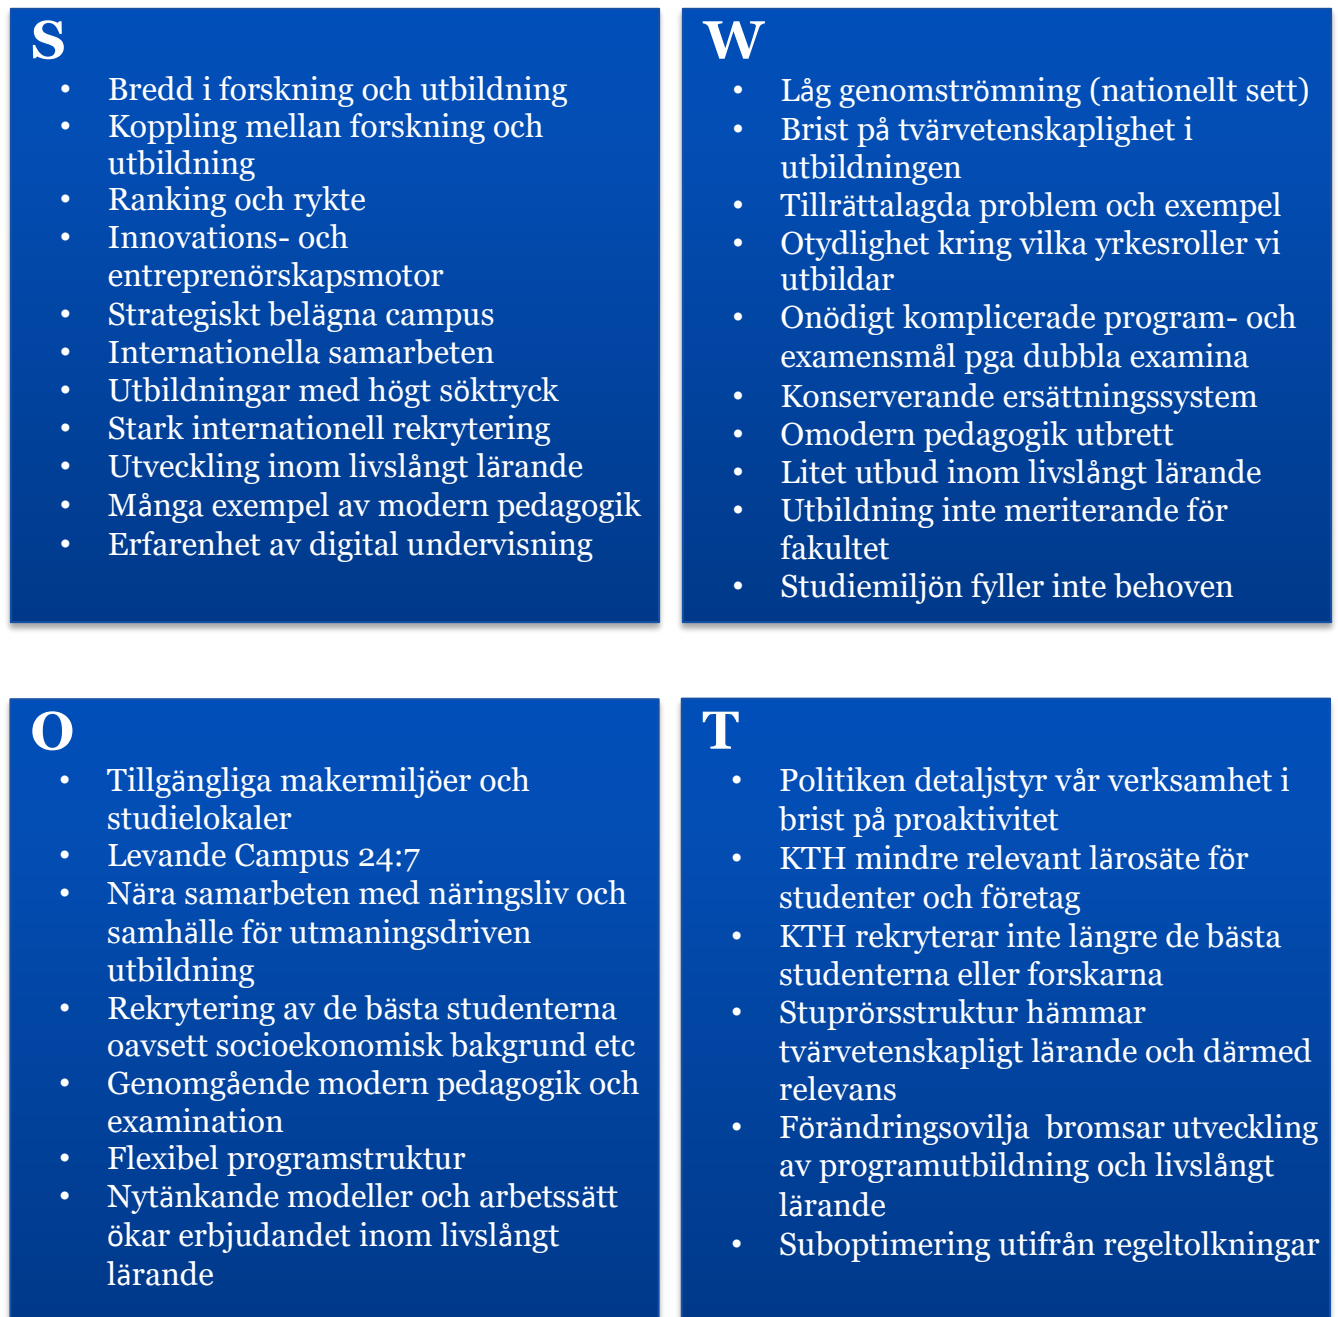 S
• Bredd i forskning och utbildning
• Koppling mellan forskning och
utbildning
• Ranking och rykte
• Innovations- och
entreprenörskapsmotor
• Strategiskt belägna campus
• Internationella samarbeten
• Utbildningar med högt söktryck
• Stark internationell rekrytering
• Utveckling inom livslångt lärande
• Många exempel av modern pedagogik
• Erfarenhet av digital undervisning
W
• Låg genomströmning (nationellt sett)
• Brist på tvärvetenskaplighet i
utbildningen
• Tillrättalagda problem och exempel
• Otydlighet kring vilka yrkesroller vi
utbildar
• Onödigt komplicerade program- och
examensmål pga dubbla examina
• Konserverande ersättningssystem
• Omodern pedagogik utbrett
• Litet utbud inom livslångt lärande
• Utbildning inte meriterande för
fakultet
• Studiemiljön fyller inte behoven
O
• Tillgängliga makermiljöer och
studielokaler
• Levande Campus 24:7
• Nära samarbeten med näringsliv och
samhälle för utmaningsdriven
utbildning
• Rekrytering av de bästa studenterna
oavsett socioekonomisk bakgrund etc
• Genomgående modern pedagogik och
examination
• Flexibel programstruktur
• Nytänkande modeller och arbetssätt
ökar erbjudandet inom livslångt
lärande
T
• Politiken detaljstyr vår verksamhet i
brist på proaktivitet
• KTH mindre relevant lärosäte för
studenter och företag
• KTH rekryterar inte längre de bästa
studenterna eller forskarna
• Stuprörsstruktur hämmar
tvärvetenskapligt lärande och därmed
relevans
• Förändringsovilja bromsar utveckling
av programutbildning och livslångt
lärande
• Suboptimering utifrån regeltolkningar